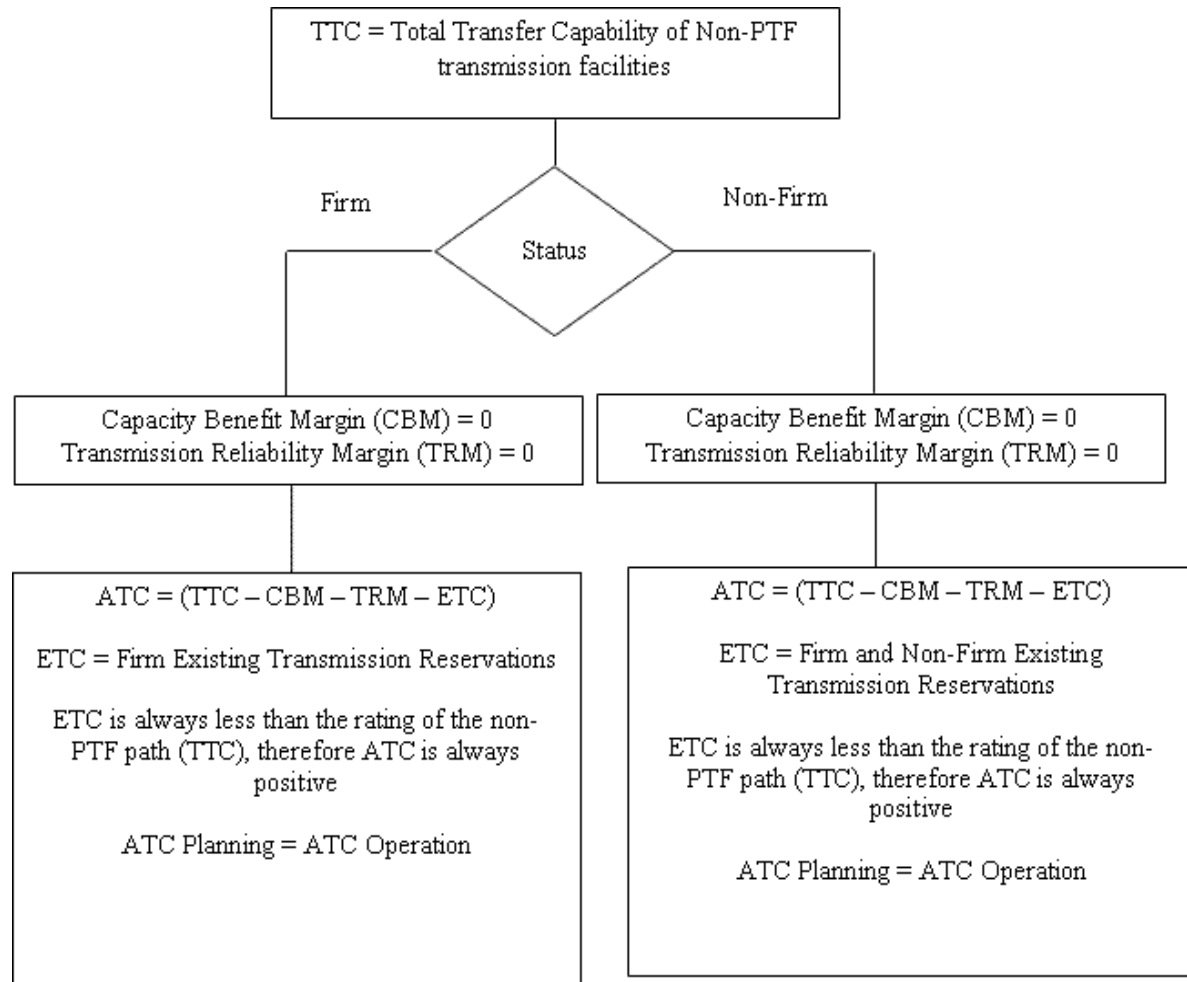 TTC = Total Transfer Capability of Non-PTF
transmission facilities
Firm
Non-Firm
Status
Capacity Benefit Margin (CBM) = 0
Transmission Reliability Margin (TRM) = 0
Capacity Benefit Margin (CBM) = 0
Transmission Reliability Margin (TRM) = 0
ATC = (TTC – CBM – TRM – ETC)
ETC = Firm Existing Transmission Reservations
ETC is always less than the rating of the non-
PTF path (TTC), therefore ATC is always
positive
ATC Planning = ATC Operation
ATC = (TTC – CBM – TRM – ETC)
ETC = Firm and Non-Firm Existing
Transmission Reservations
ETC is always less than the rating of the non-
PTF path (TTC), therefore ATC is always
positive
ATC Planning = ATC Operation